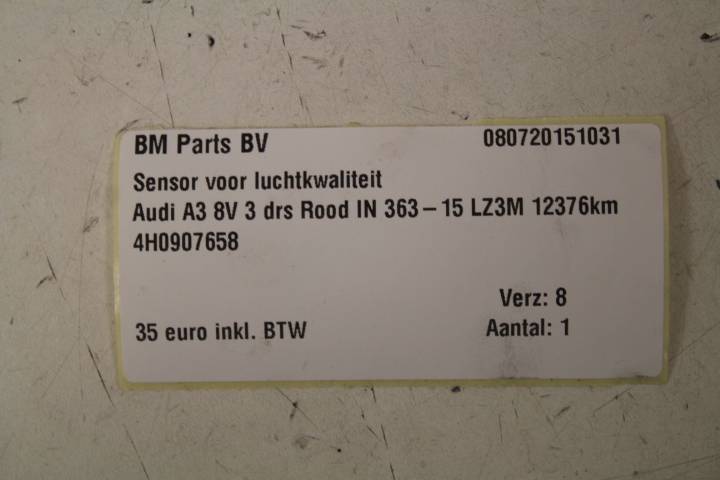 BM Parts BV 080720151031
Sensor voor luchtkwaliteit
Audi A3 8V 3 drs Rood IN 363 – 15 LZ3M 12376km
4H0907658
Verz: 8
35 euro inkl. BTW Aantal: 1